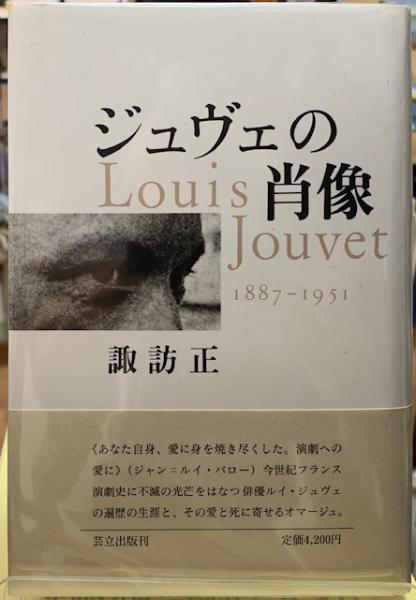 ジュヴェの
Louis 肖像
Jouvet
1887-1951
諏訪正
《あなた自身、愛に身を焼き尽くした。演劇への
愛に》(ジャン=ルイ・バロー) 今世紀フランス
演劇史に不滅の光芒をはなつ俳優ルイ・ジュヴェ
の遍歴の生涯と、その愛と死に寄せるオマージュ。
芸立出版刊 定価4,200円